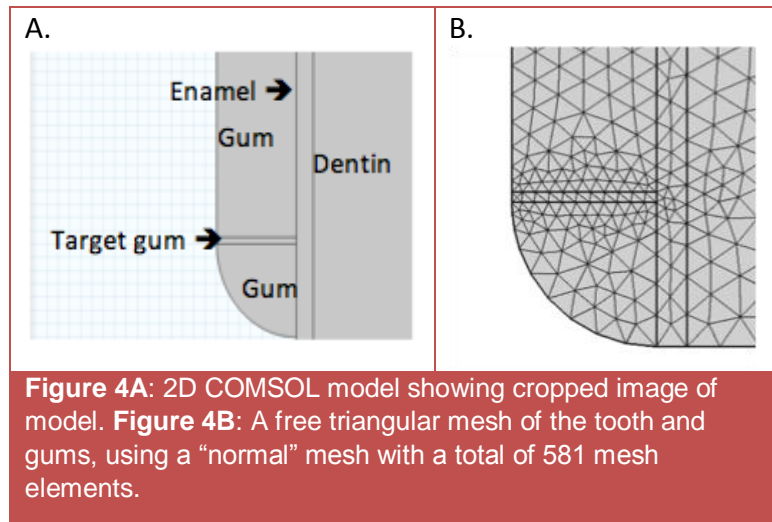 A.
Enamel ➔
Gum
Dentin
Target gum ➔
Gum
B.
Figure 4A: 2D COMSOL model showing cropped image of
model. Figure 4B: A free triangular mesh of the tooth and
gums, using a “normal” mesh with a total of 581 mesh
elements.